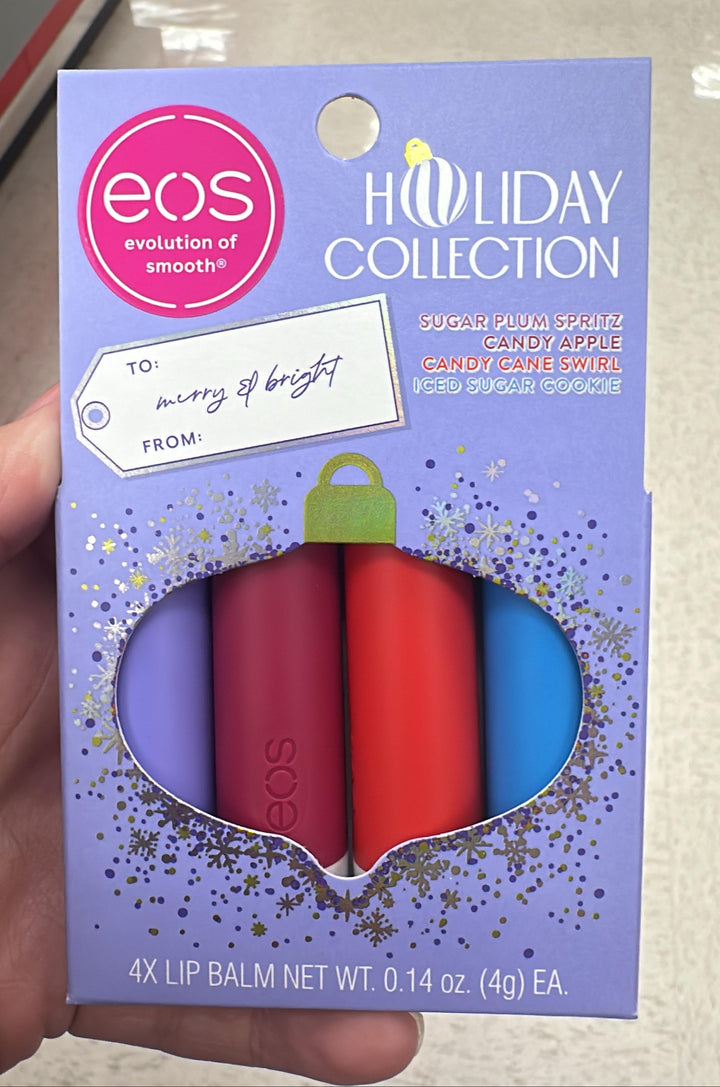 eos
evolution of
smooth®
HOLIDAY
COLLECTION
SUGAR PLUM SPRITZ
CANDY APPLE
CANDY CANE SWIRL
ICED SUGAR COOKIE
TO:
merry & bright
FROM:
eos
4X LIP BALM NET WT. 0.14 oz. (4g) EA.